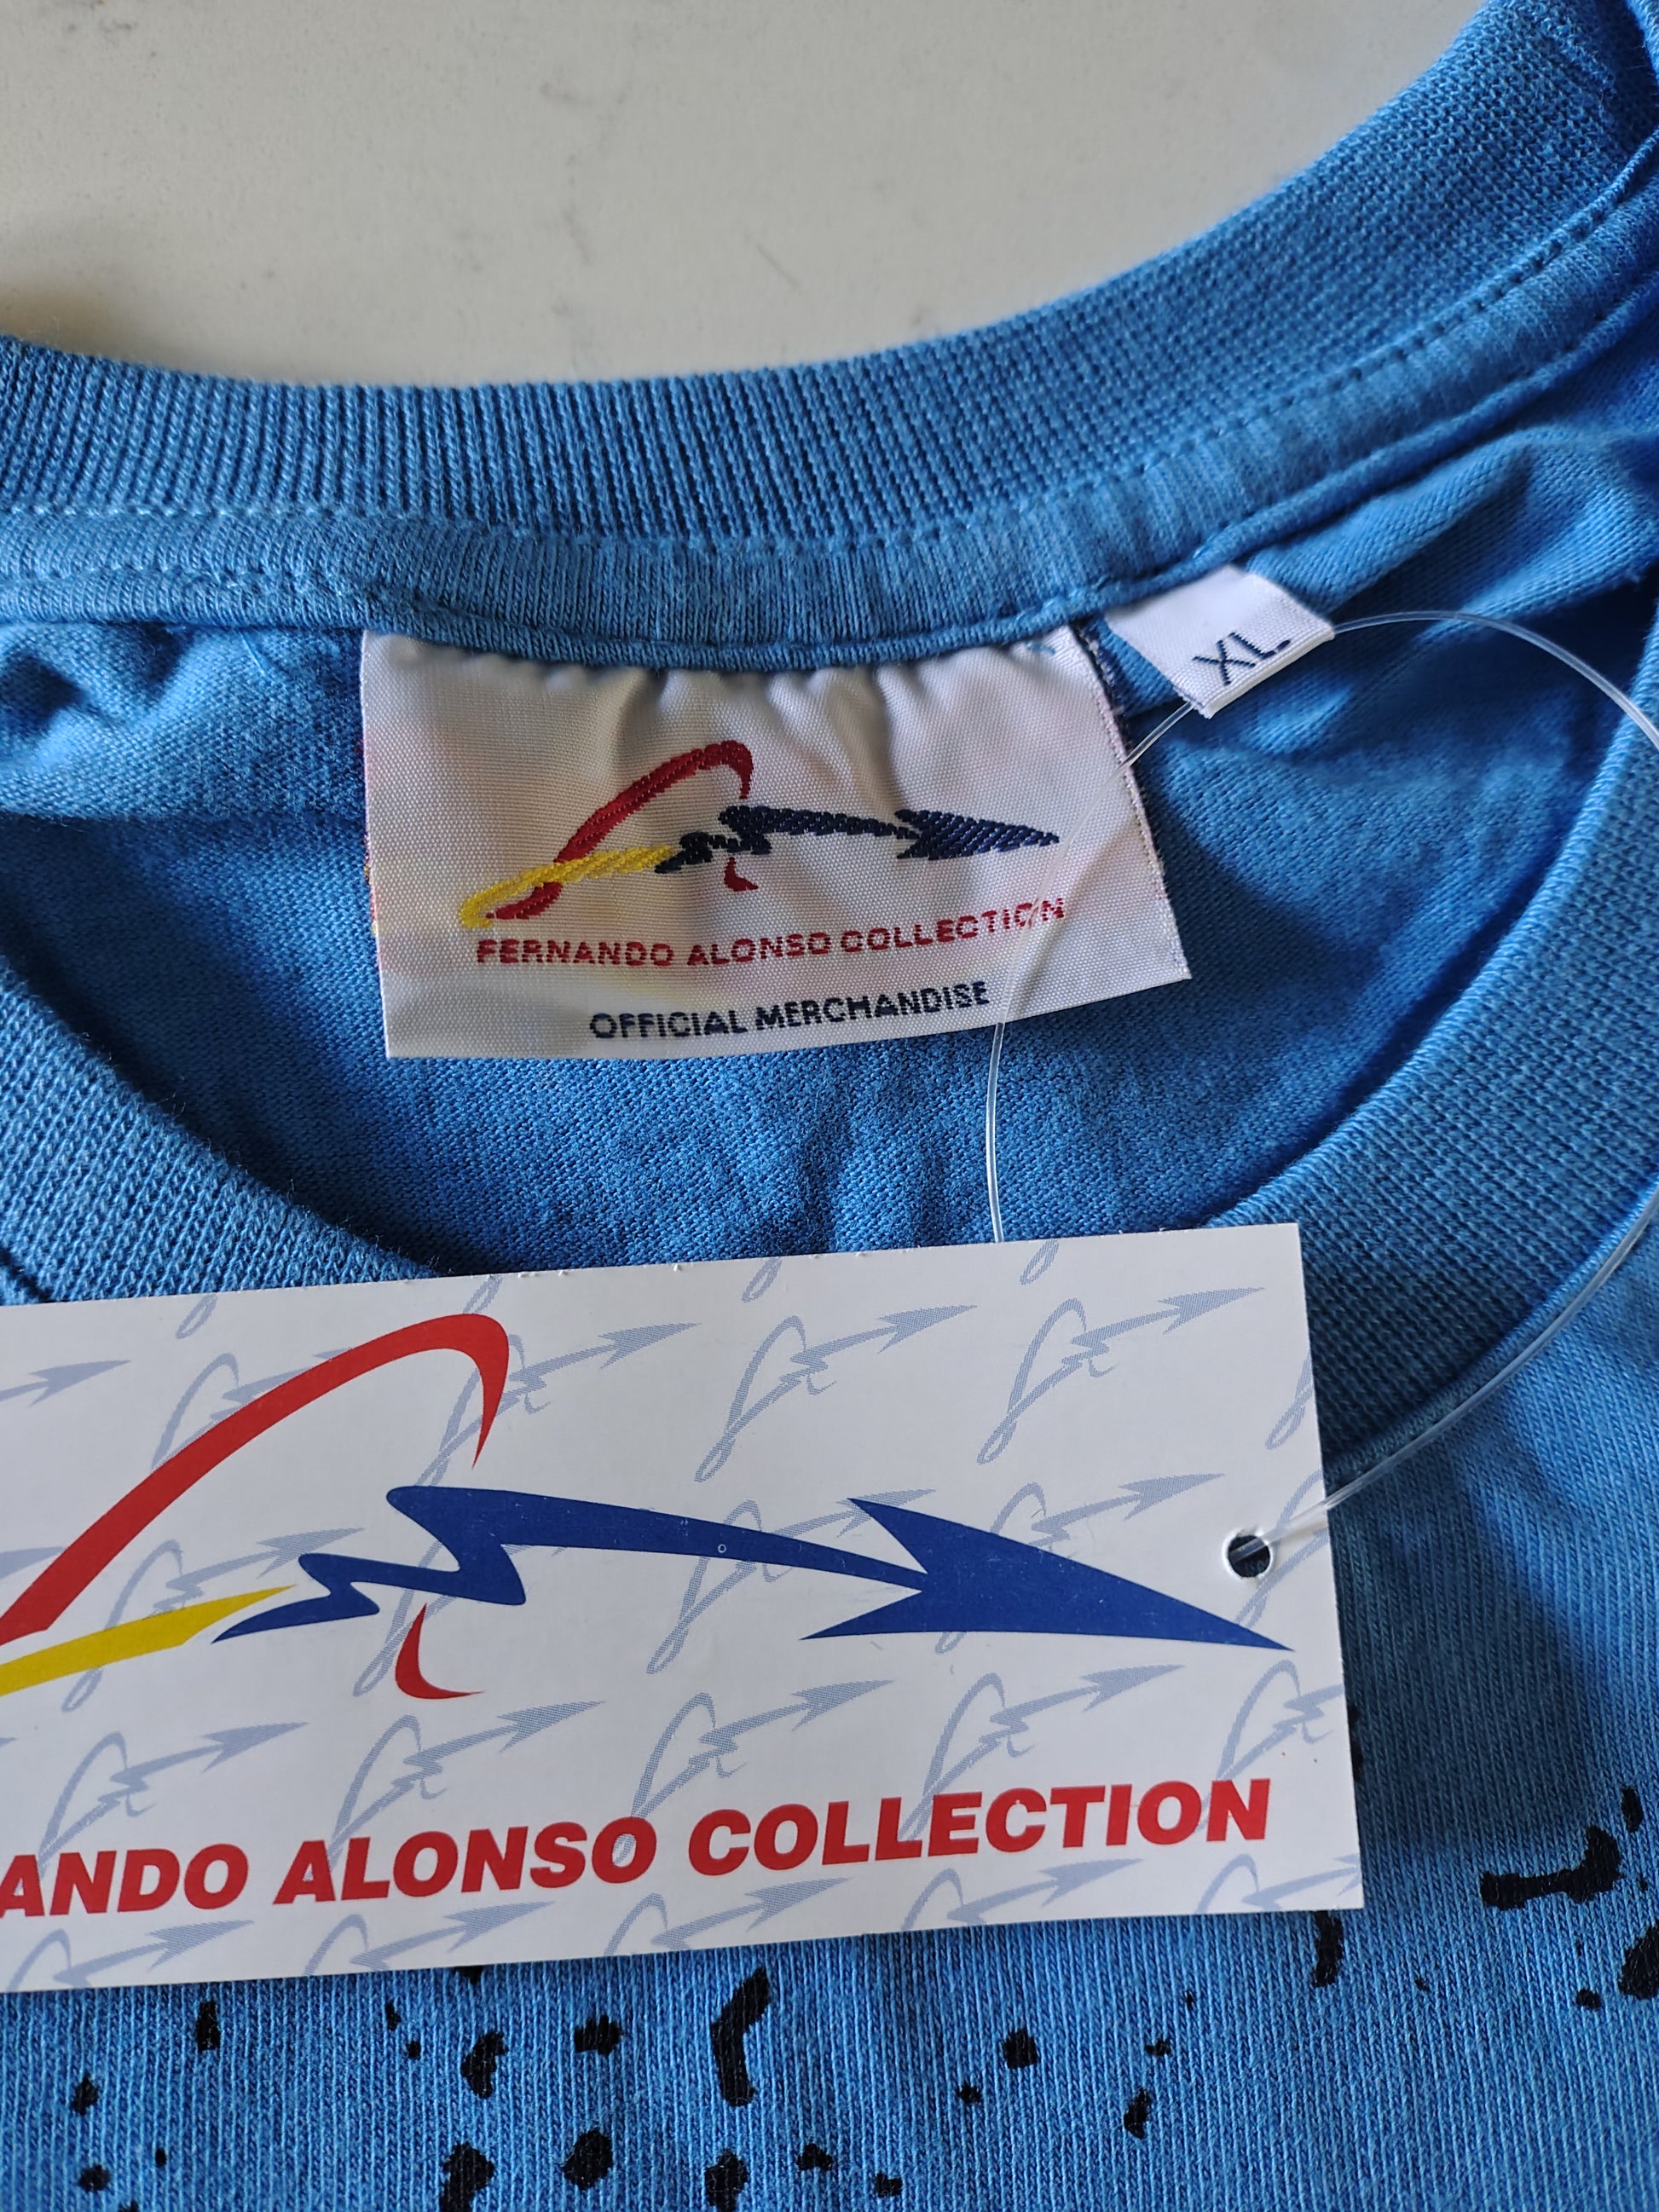 XL
FERNANDO ALONSO COLLECTION
OFFICIAL MERCHANDISE
ANDO ALONSO COLLECTION